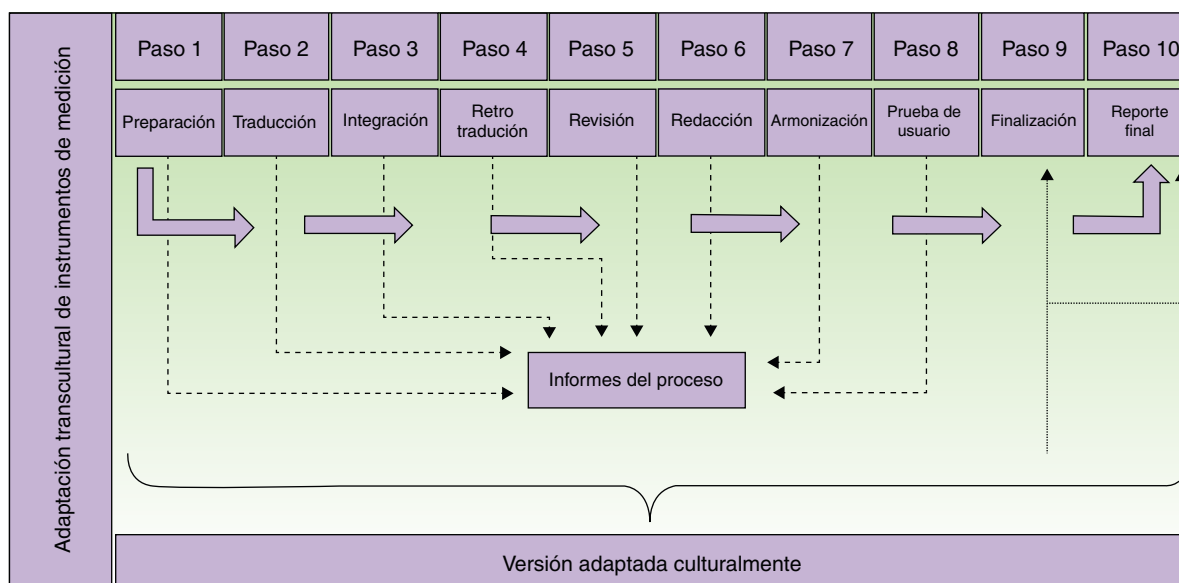 Adaptación transcultural de instrumentos de medición
Paso 1
Paso 2
Paso 3
Paso 4
Paso 5
Paso 6
Paso 7
Paso 8
Paso 9
Paso 10
Preparación
Traducción
Integración
Retro
tradución
Revisión
Redacción
Armonización
Prueba de
usuario
Finalización
Reporte
final
Informes del proceso
Versión adaptada culturalmente